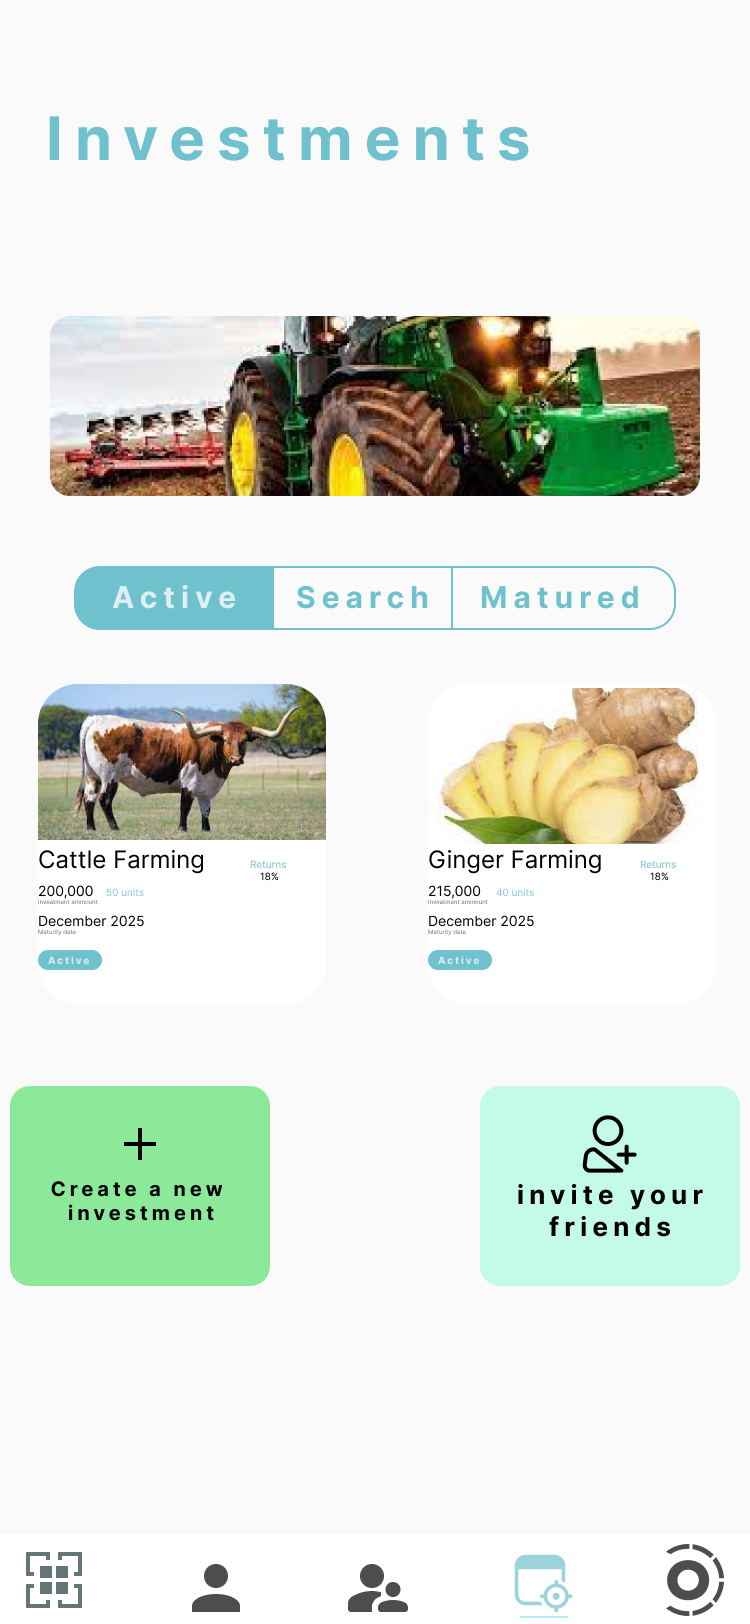 Investments
Active Search Matured
Cattle Farming
Returns
18%
200,000 50 units
Inveatment ammount
December 2025
Maturity date
Active
Ginger Farming
Returns
18%
215,000 40 units
Inveatment ammount
December 2025
Maturity date
Active
Create a new
investment
invite your
friends